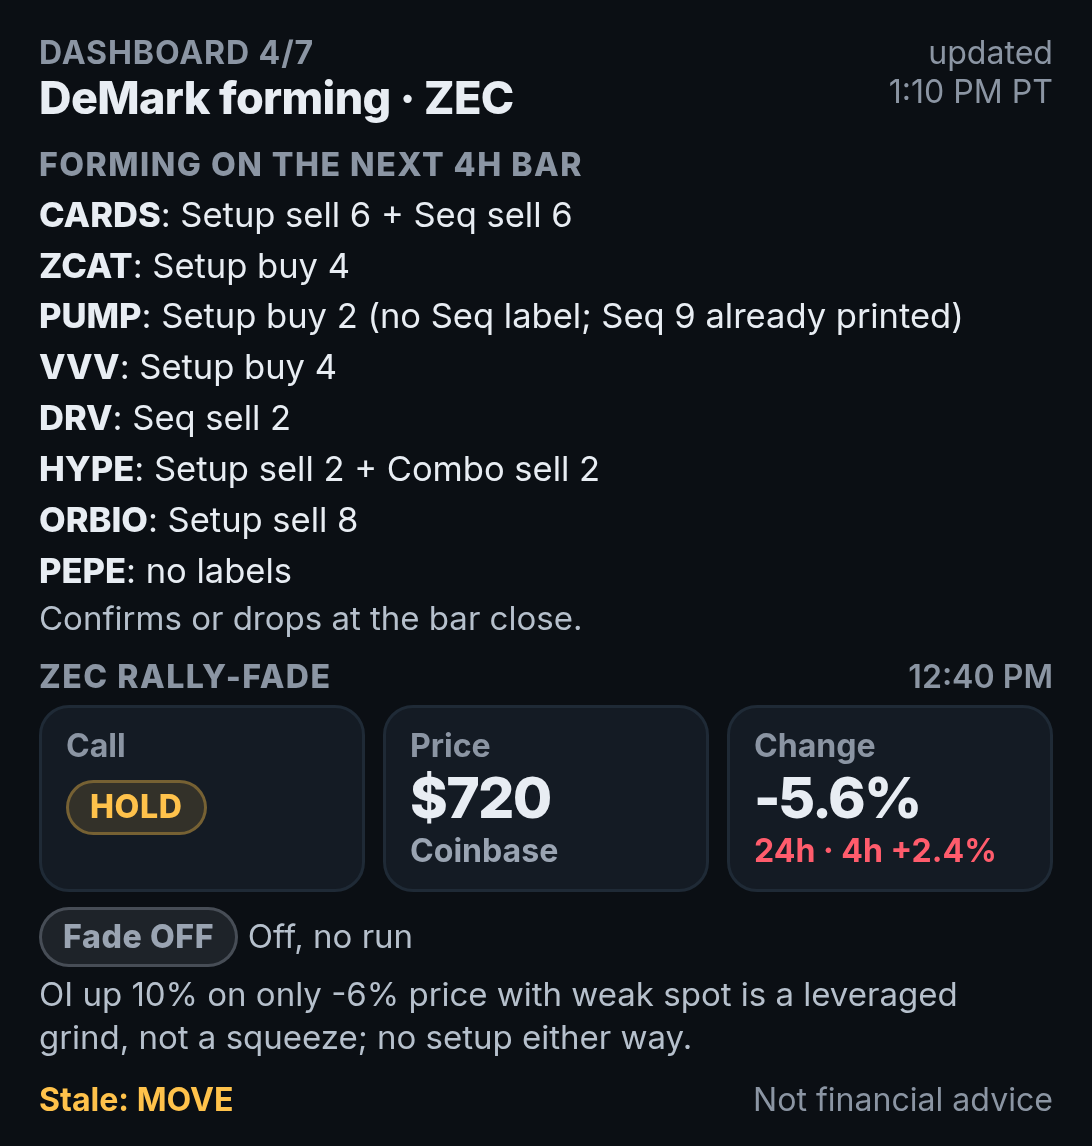 DASHBOARD 4/7
updated
DeMark forming · ZEC
1:10 PM PT
FORMING ON THE NEXT 4H BAR
CARDS: Setup sell 6 + Seq sell 6
ZCAT: Setup buy 4
PUMP: Setup buy 2 (no Seq label; Seq 9 already printed)
VVV: Setup buy 4
DRV: Seq sell 2
HYPE: Setup sell 2 + Combo sell 2
ORBIO: Setup sell 8
PEPE: no labels
Confirms or drops at the bar close.
ZEC RALLY-FADE
12:40 PM
Call
HOLD
Price
$720
Coinbase
Change
-5.6%
24h · 4h +2.4%
Fade OFF Off, no run
OI up 10% on only -6% price with weak spot is a leveraged
grind, not a squeeze; no setup either way.
Stale: MOVE
Not financial advice